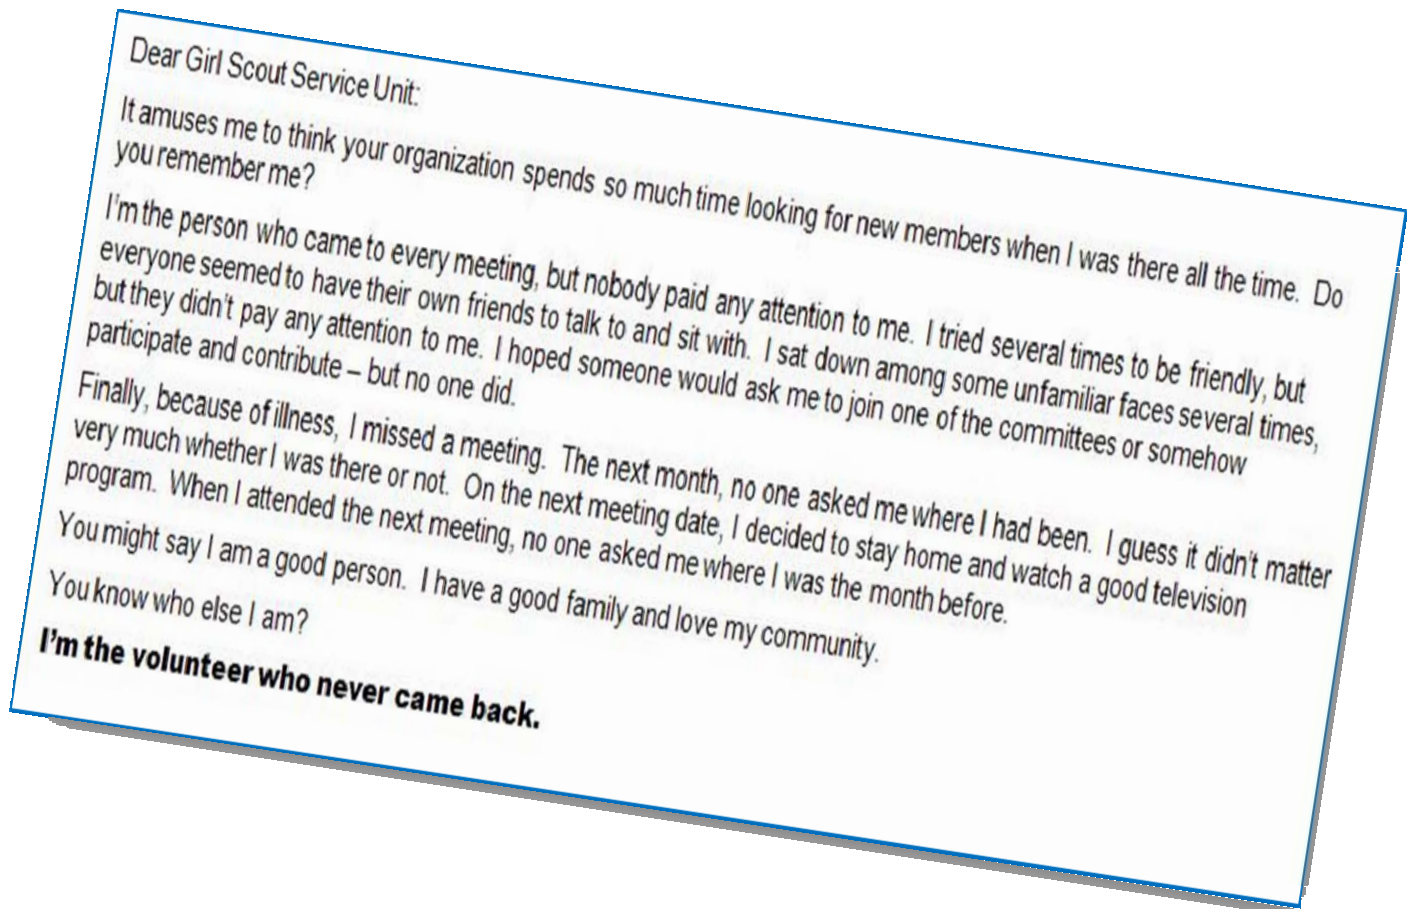 Dear Girl Scout Service Unit:
It amuses me to think your organization spends so much time looking for new members when I was there all the time.  Do
you remember me?
I'm the person who came to every meeting, but nobody paid any attention to me.  I tried several times to be friendly, but
everyone seemed to have their own friends to talk to and sit with.  I sat down among some unfamiliar faces several times,
but they didn't pay any attention to me.  I hoped someone would ask me to join one of the committees or somehow
participate and contribute – but no one did.
Finally, because of illness, I missed a meeting.  The next month, no one asked me where I had been.  I guess it didn't matter
very much whether I was there or not.  On the next meeting date, I decided to stay home and watch a good television
program.  When I attended the next meeting, no one asked me where I was the month before.
You might say I am a good person.  I have a good family and love my community.
You know who else I am?
I'm the volunteer who never came back.